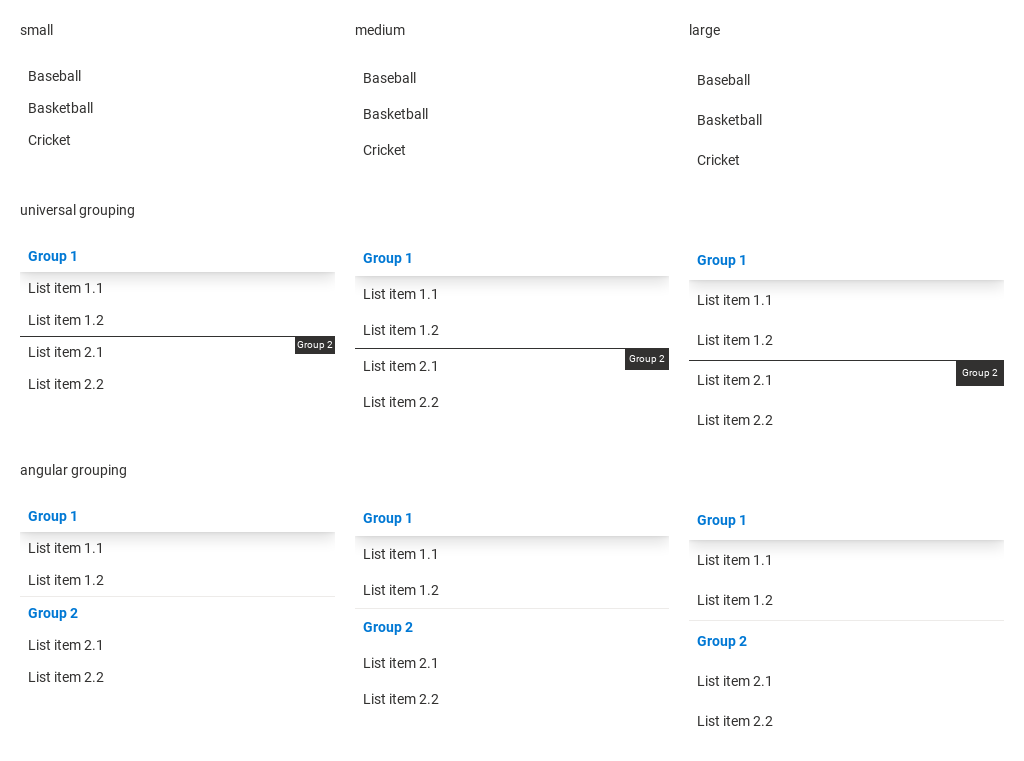 small
medium
large
Baseball
Basketball
Cricket
Baseball
Basketball
Cricket
Baseball
Basketball
Cricket
universal grouping
Group 1
List item 1.1
List item 1.2
Group 2
List item 2.1
List item 2.2
Group 1
List item 1.1
List item 1.2
Group 2
List item 2.1
List item 2.2
Group 1
List item 1.1
List item 1.2
Group 2
List item 2.1
List item 2.2
angular grouping
Group 1
List item 1.1
List item 1.2
Group 2
List item 2.1
List item 2.2
Group 1
List item 1.1
List item 1.2
Group 2
List item 2.1
List item 2.2
Group 1
List item 1.1
List item 1.2
Group 2
List item 2.1
List item 2.2